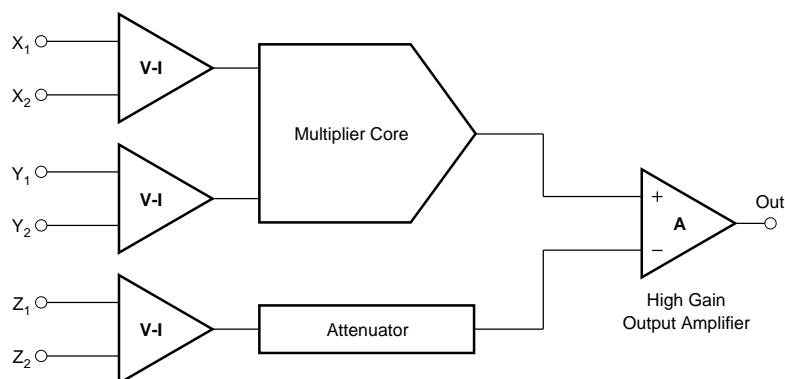 X1
V-I
X2
Multiplier Core
Y1
V-I
Y2
Out
+
A
−
Z1
High Gain
Output Amplifier
V-I
Attenuator
Z2